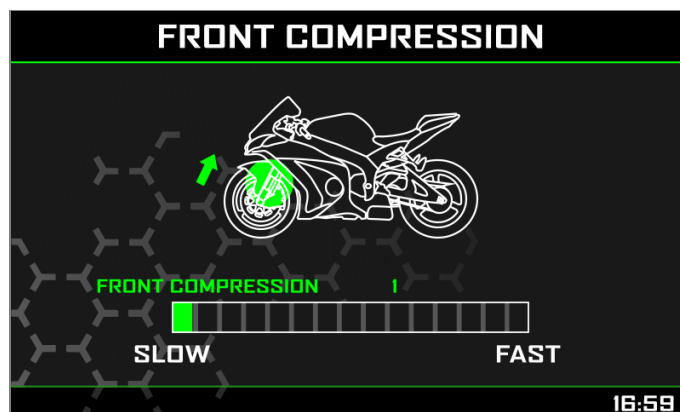 FRONT COMPRESSION
FRONT COMPRESSION 1
SLOW FAST
16:59